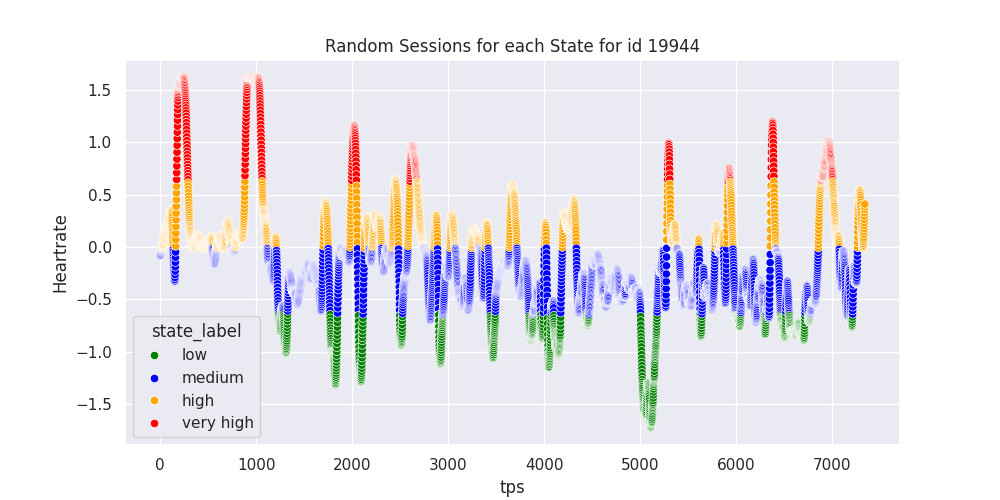 Random Sessions for each State for id 19944
Heartrate
1.5
1.0
0.5
0.0
−0.5
−1.0
−1.5
state_label
low
medium
high
very high
0 1000 2000 3000 4000 5000 6000 7000
tps